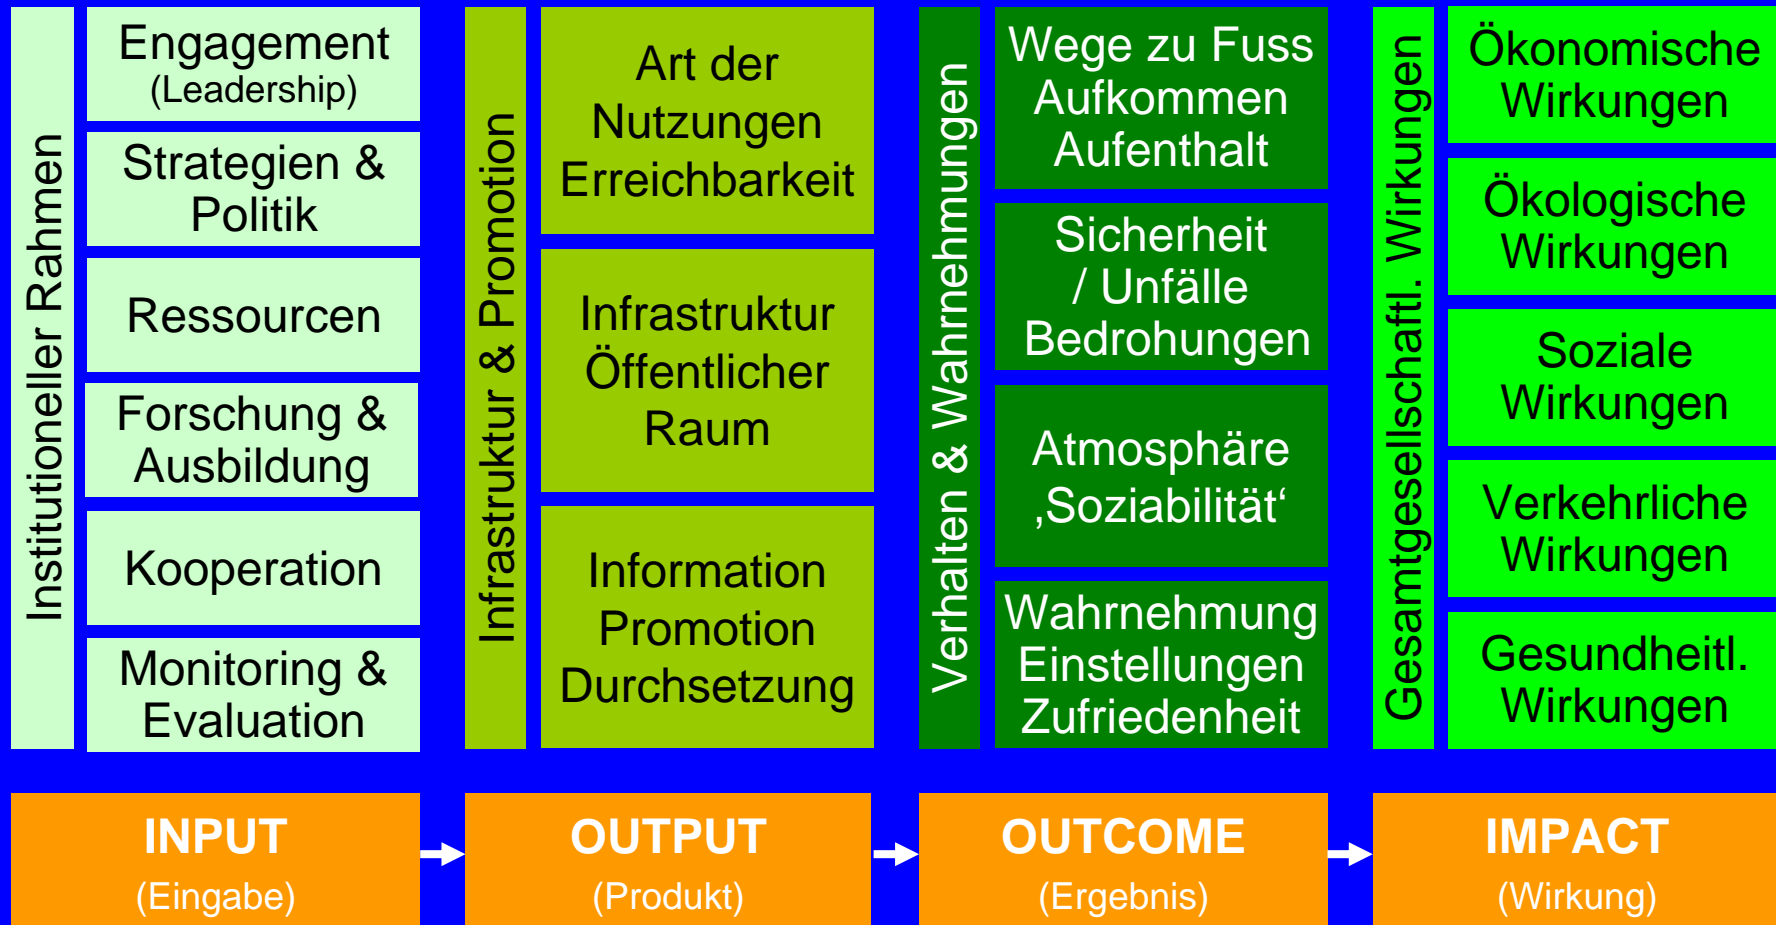 Institutioneller Rahmen
Engagement
(Leadership)
Strategien &
Politik
Ressourcen
Forschung &
Ausbildung
Kooperation
Monitoring &
Evaluation
Infrastruktur & Promotion
Art der
Nutzungen
Erreichbarkeit
Infrastruktur
Öffentlicher
Raum
Information
Promotion
Durchsetzung
Verhalten & Wahrnehmungen
Wege zu Fuss
Aufkommen
Aufenthalt
Sicherheit
/ Unfälle
Bedrohungen
Atmosphäre
‚Soziabilität‘
Wahrnehmung
Einstellungen
Zufriedenheit
Gesamtgesellschaftl. Wirkungen
Ökonomische
Wirkungen
Ökologische
Wirkungen
Soziale
Wirkungen
Verkehrliche
Wirkungen
Gesundheitl.
Wirkungen
INPUT
(Eingabe)
OUTPUT
(Produkt)
OUTCOME
(Ergebnis)
IMPACT
(Wirkung)